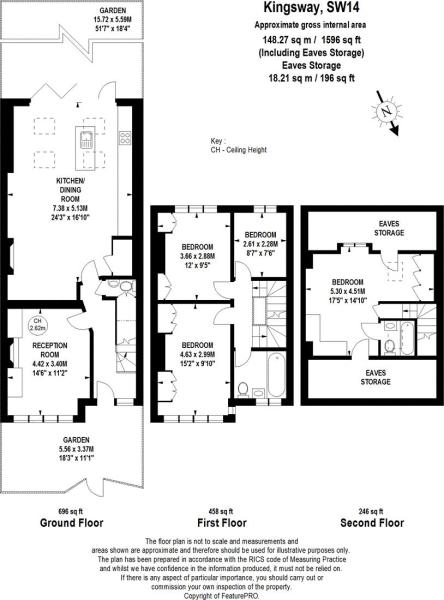 GARDEN
15.72 x 5.59M
51'7" x 18'4"
Kingsway, SW14
Approximate gross internal area
148.27 sq m / 1596 sq ft
(Including Eaves Storage)
Eaves Storage
18.21 sq m / 196 sq ft
N
Key :
CH - Ceiling Height
KITCHEN/
DINING
ROOM
7.38 x 5.13M
24'3" x 16'10"
CH
2.62m
RECEPTION
ROOM
4.42 x 3.40M
14'6" x 11'2"
GARDEN
5.56 x 3.37M
18'3" x 11'1"
BEDROOM
3.66 x 2.88M
12' x 9'5"
BEDROOM
2.61 x 2.28M
8'7" x 7'6"
BEDROOM
4.63 x 2.99M
15'2" x 9'10"
EAVES
STORAGE
BEDROOM
5.30 x 4.51M
17'5" x 14'10"
EAVES
STORAGE
696 sq ft
Ground Floor
458 sq ft
First Floor
246 sq ft
Second Floor
The floor plan is not to scale and measurements and
areas shown are approximate and therefore should be used for illustrative purposes only.
The plan has been prepared in accordance with the RICS code of Measuring Practice
and whilst we have confidence in the information produced, it must not be relied on.
If there is any aspect of particular importance, you should carry out or
commission your own inspection of the property.
Copyright of FeaturePRO.